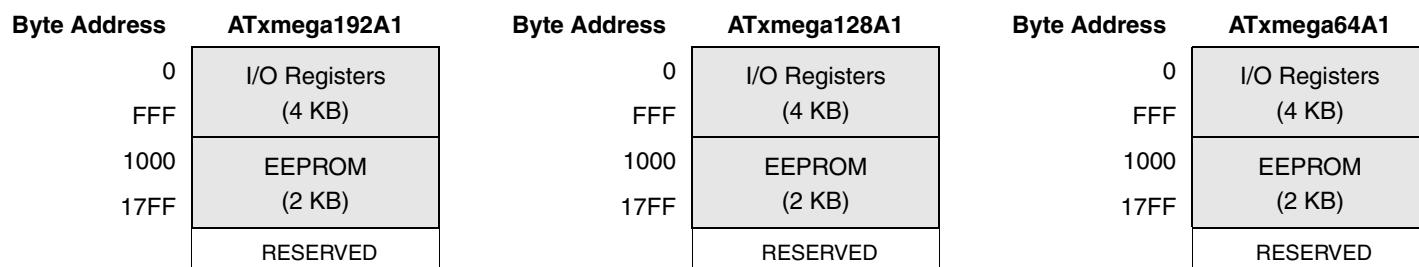 Byte Address ATxmega192A1 Byte Address ATxmega128A1 Byte Address ATxmega64A1
0 I/O Registers 0 I/O Registers 0 I/O Registers
FFF (4 KB) FFF (4 KB) FFF (4 KB)
1000 EEPROM 1000 EEPROM 1000 EEPROM
17FF (2 KB) 17FF (2 KB) 17FF (2 KB)
RESERVED RESERVED RESERVED